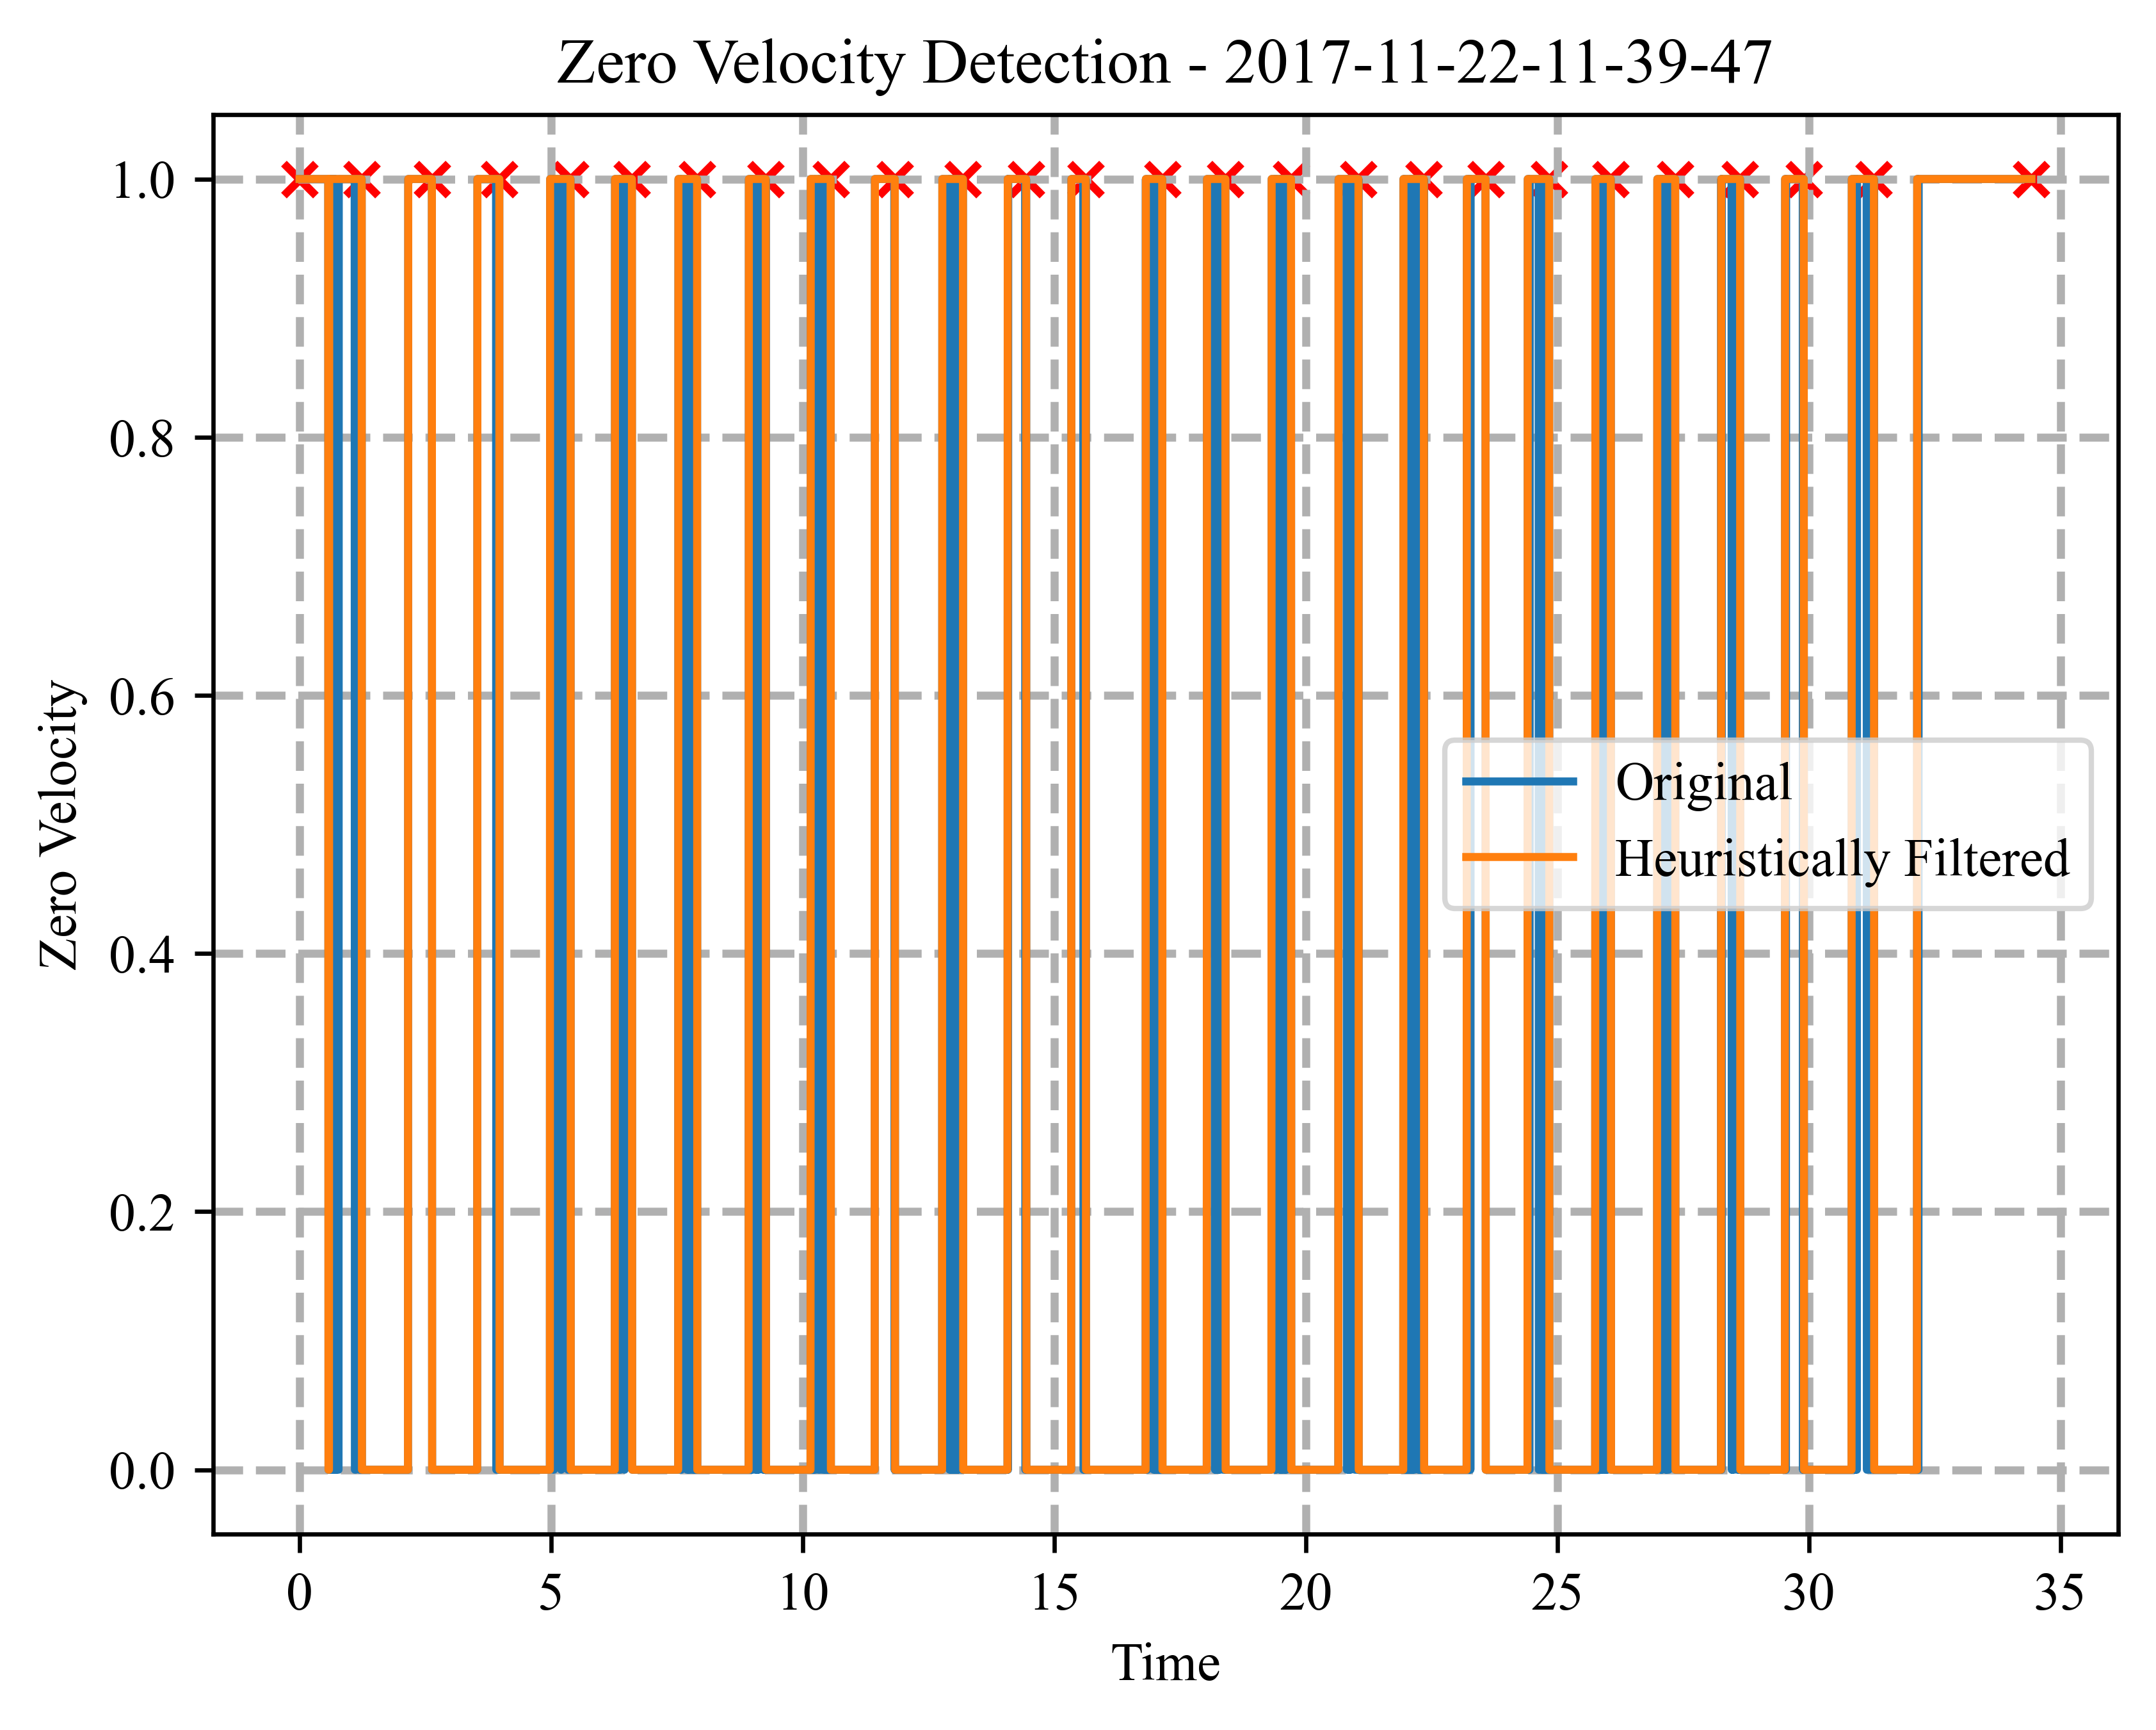 Zero Velocity Detection - 2017-11-22-11-39-47
1.0
0.8
0.6
0.4
0.2
0.0
Zero Velocity
Original
Heuristically Filtered
0 5 10 15 20 25 30 35
Time